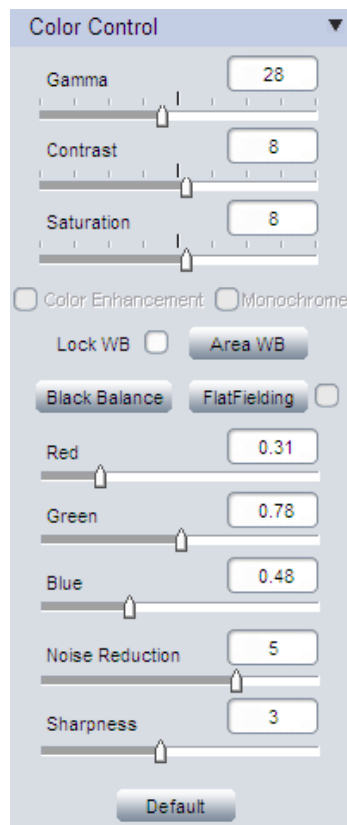 Color Control
Gamma 28
Contrast 8
Saturation 8
Color Enhancement Monochrome
Lock WB Area WB
Black Balance FlatFielding
Red 0.31
Green 0.78
Blue 0.48
Noise Reduction 5
Sharpness 3
Default